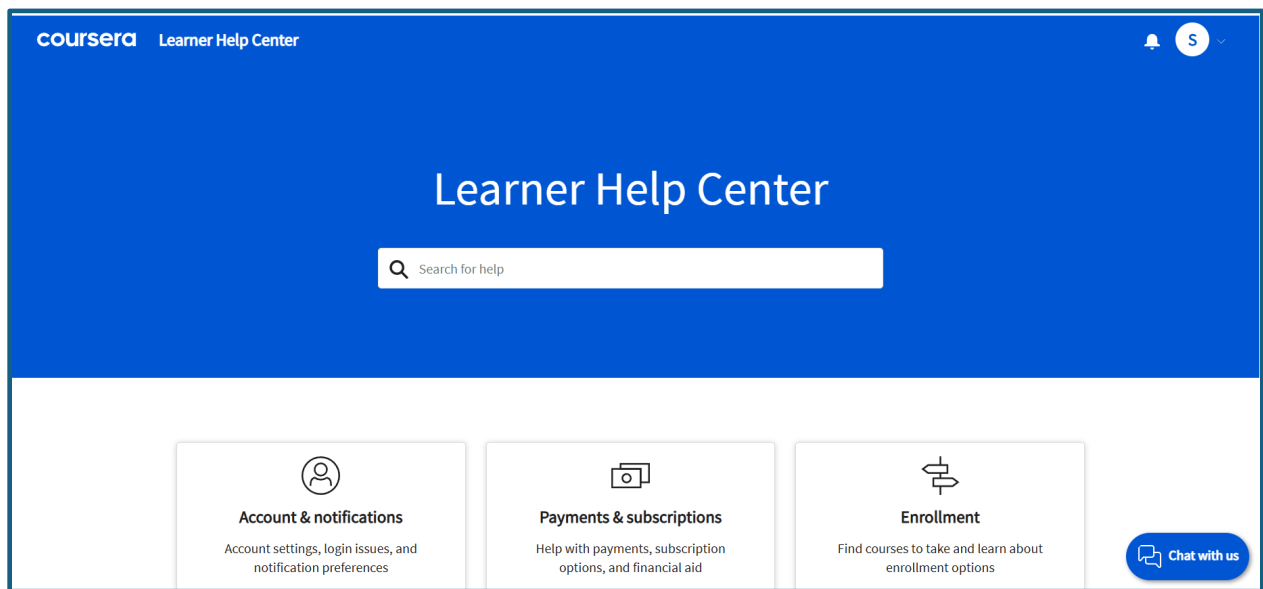 coursera Learner Help Center
S
Learner Help Center
Search for help
Account & notifications
Account settings, login issues, and
notification preferences
Payments & subscriptions
Help with payments, subscription
options, and financial aid
Enrollment
Find courses to take and learn about
enrollment options
Chat with us